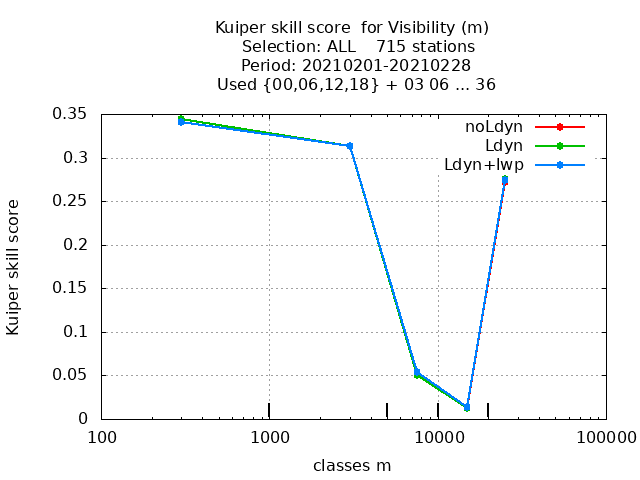 Kuiper skill score  for Visibility (m)
Selection: ALL    715 stations
Period: 20210201-20210228
Used {00,06,12,18} + 03 06 ... 36
noLdyn
Ldyn
Ldyn+lwp
0.35
0.3
0.25
0.2
0.15
0.1
0.05
0
Kuiper skill score
100
1000
10000
100000
classes m